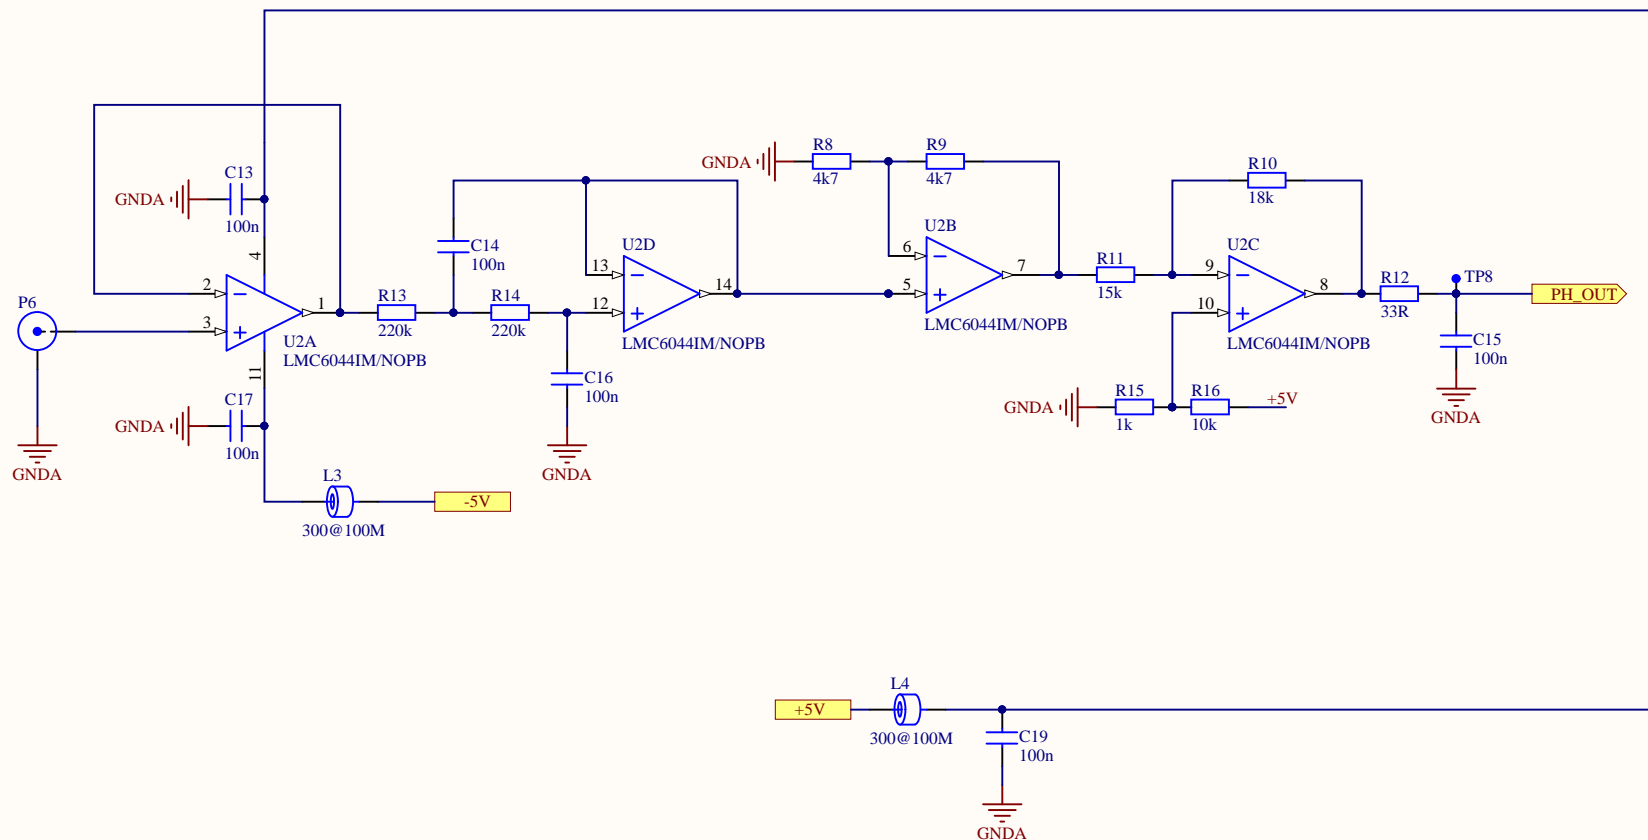 C13
GNDA
100n
4
P6
2
3
1
U2A
LMC6044IM/NOPB
11
GNDA
C17
GNDA
100n
L3
300@100M
-5V
R13
220k
R14
220k
C14
100n
U2D
13
12
14
LMC6044IM/NOPB
C16
100n
GNDA
GNDA
R8
4k7
R9
4k7
U2B
6
5
7
LMC6044IM/NOPB
R11
15k
R10
18k
U2C
9
10
8
LMC6044IM/NOPB
R12
33R
TP8
PH_OUT
C15
100n
GNDA
GNDA
R15
1k
R16
10k
+5V
+5V
L4
300@100M
C19
100n
GNDA